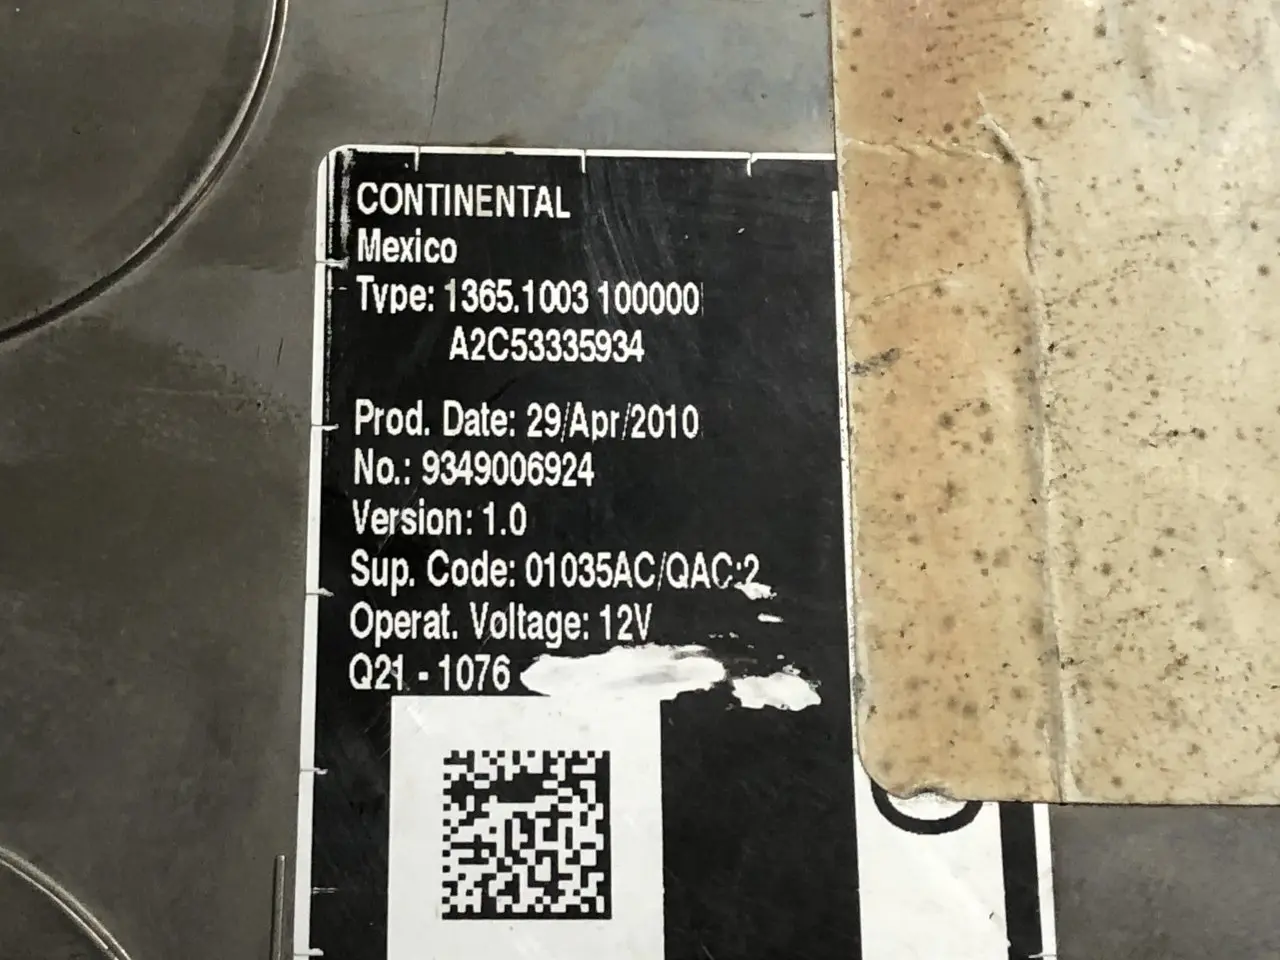 CONTINENTAL
Mexico
Type: 1365.1003 100000
A2C53335934
Prod. Date: 29/Apr/2010
No.: 9349006924
Version: 1.0
Sup. Code: 01035AC/QAC:2
Operat. Voltage: 12V
Q21 - 1076